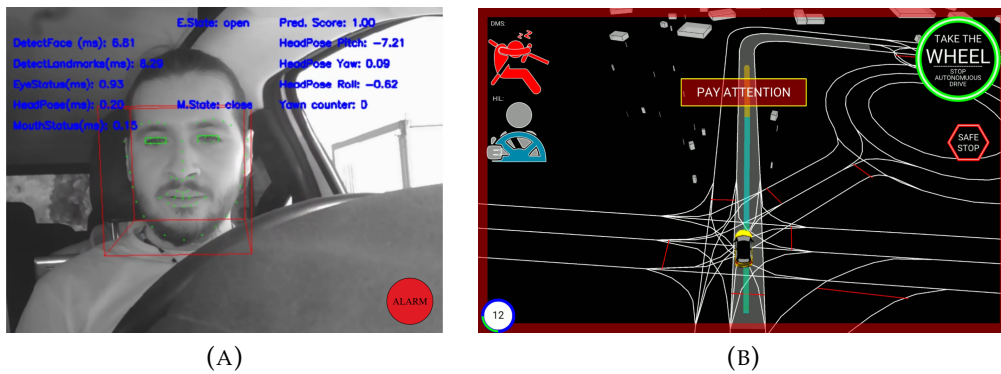 E.State: open
Pred. Score: 1.00
DetectFace (ms): 6.81
HeadPose Pitch: -7.21
DetectLandmarks(ms): 8.29
HeadPose Yaw: 0.09
EyeStatus(ms): 0.93
HeadPose Roll: -0.62
HeadPose(ms): 0.20
M.State: close
Yawn counter: 0
MouthStatus(ms): 0.15
ALARM
(A)
DMS:
z z
HIL:
PAY ATTENTION
TAKE THE
WHEEL
STOP
AUTONOMOUS
DRIVE
SAFE
STOP
12
(B)